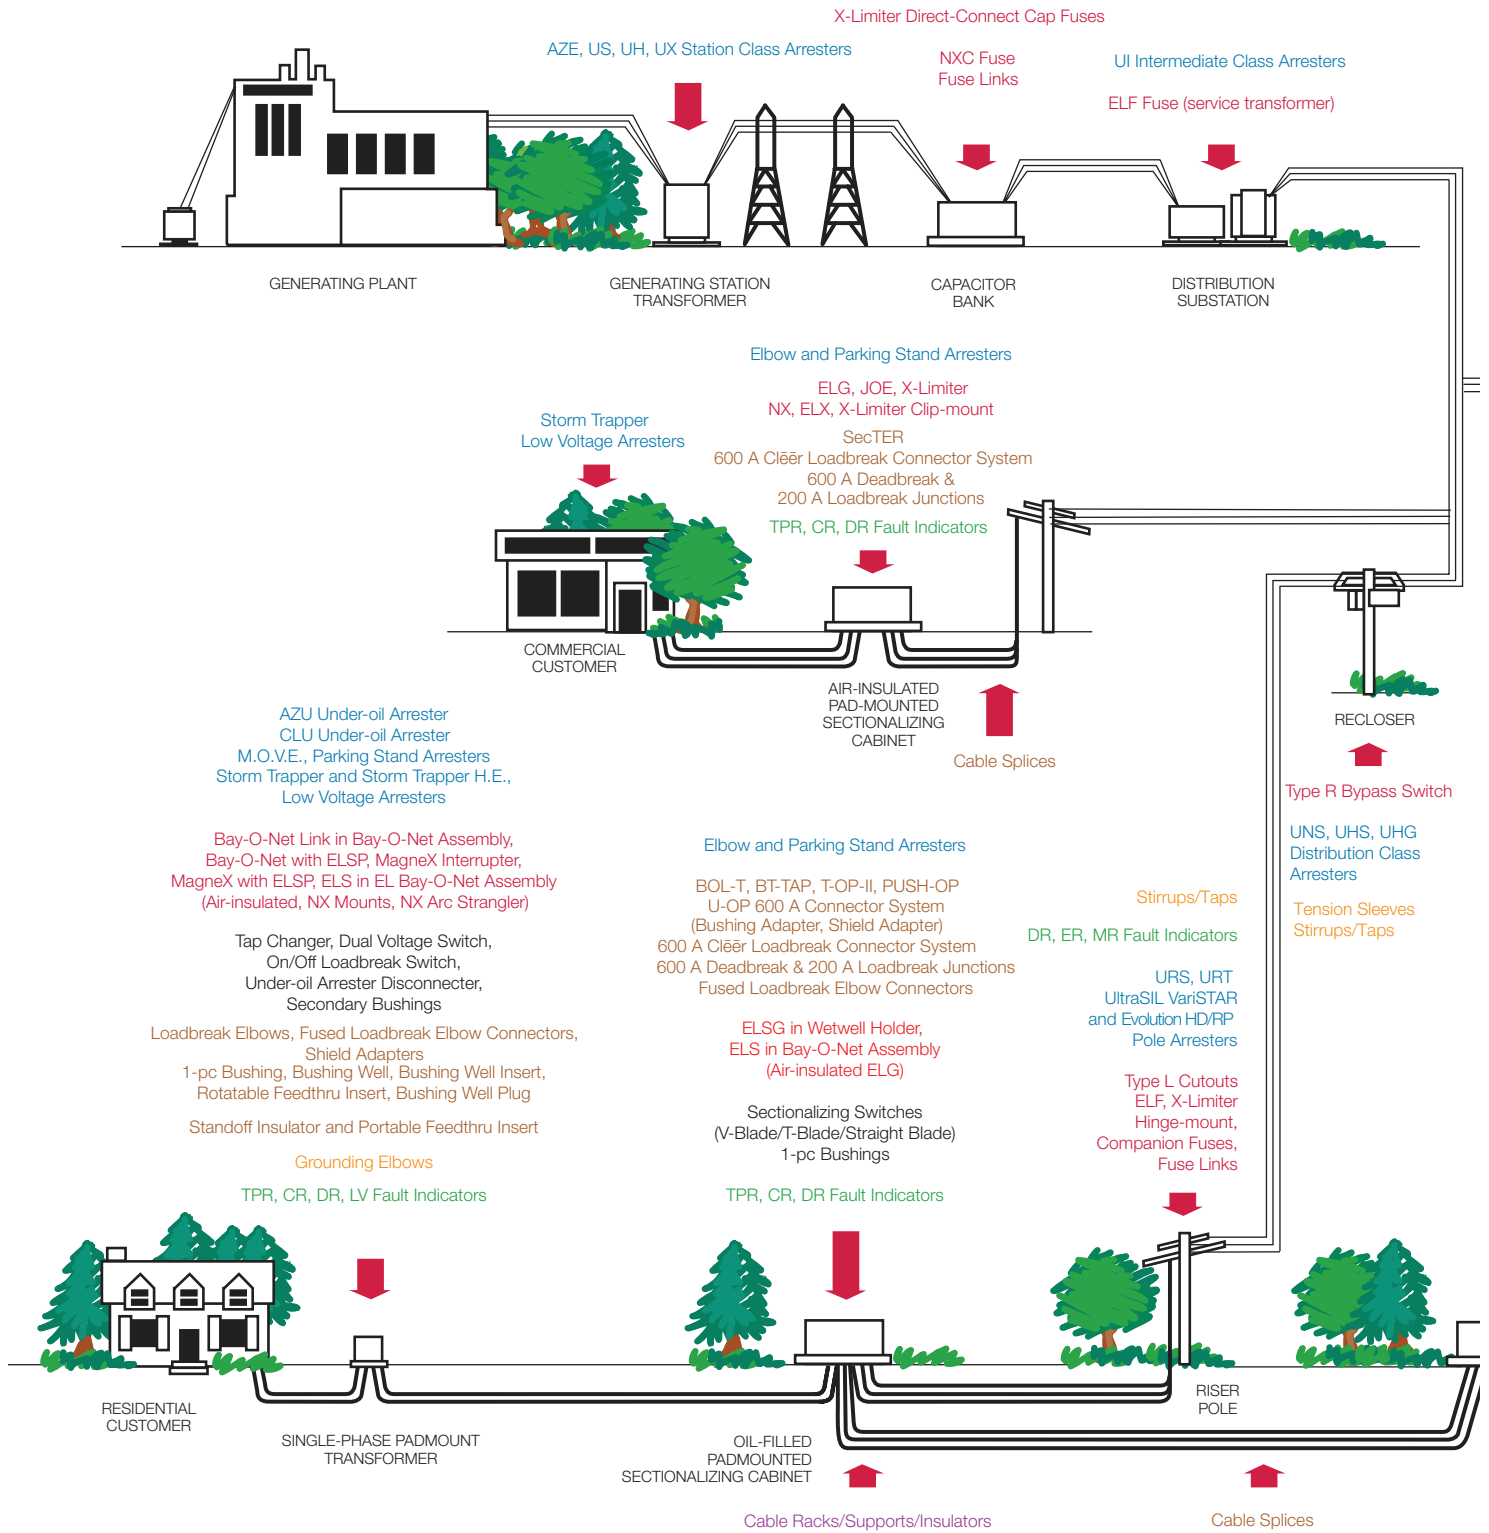 X-Limiter Direct-Connect Cap Fuses
AZE, US, UH, UX Station Class Arresters
NXC Fuse
Fuse Links
UI Intermediate Class Arresters
ELF Fuse (service transformer)
GENERATING PLANT
GENERATING STATION
TRANSFORMER
CAPACITOR
BANK
DISTRIBUTION
SUBSTATION
Elbow and Parking Stand Arresters
ELG, JOE, X-Limiter
NX, ELX, X-Limiter Clip-mount
SecTER
600 A Clēēr Loadbreak Connector System
600 A Deadbreak &
200 A Loadbreak Junctions
TPR, CR, DR Fault Indicators
Storm Trapper
Low Voltage Arresters
COMMERCIAL
CUSTOMER
AIR-INSULATED
PAD-MOUNTED
SECTIONALIZING
CABINET
Cable Splices
RECLOSER
Type R Bypass Switch
UNS, UHS, UHG
Distribution Class
Arresters
Tension Sleeves
Stirrups/Taps
AZU Under-oil Arrester
CLU Under-oil Arrester
M.O.V.E., Parking Stand Arresters
Storm Trapper and Storm Trapper H.E.,
Low Voltage Arresters
Bay-O-Net Link in Bay-O-Net Assembly,
Bay-O-Net with ELSP, MagneX Interrupter,
MagneX with ELSP, ELS in EL Bay-O-Net Assembly
(Air-insulated, NX Mounts, NX Arc Strangler)
Tap Changer, Dual Voltage Switch,
On/Off Loadbreak Switch,
Under-oil Arrester Disconnecter,
Secondary Bushings
Loadbreak Elbows, Fused Loadbreak Elbow Connectors,
Shield Adapters
1-pc Bushing, Bushing Well, Bushing Well Insert,
Rotatable Feedthru Insert, Bushing Well Plug
Standoff Insulator and Portable Feedthru Insert
Grounding Elbows
TPR, CR, DR, LV Fault Indicators
Elbow and Parking Stand Arresters
BOL-T, BT-TAP, T-OP-II, PUSH-OP
U-OP 600 A Connector System
(Bushing Adapter, Shield Adapter)
600 A Clēēr Loadbreak Connector System
600 A Deadbreak & 200 A Loadbreak Junctions
Fused Loadbreak Elbow Connectors
ELSG in Wetwell Holder,
ELS in Bay-O-Net Assembly
(Air-insulated ELG)
Sectionalizing Switches
(V-Blade/T-Blade/Straight Blade)
1-pc Bushings
TPR, CR, DR Fault Indicators
Stirrups/Taps
DR, ER, MR Fault Indicators
URS, URT
UltraSIL VariSTAR
and Evolution HD/RP
Pole Arresters
Type L Cutouts
ELF, X-Limiter
Hinge-mount,
Companion Fuses,
Fuse Links
RESIDENTIAL
CUSTOMER
SINGLE-PHASE PADMOUNT
TRANSFORMER
OIL-FILLED
PADMOUNTED
SECTIONALIZING CABINET
RISER
POLE
Cable Racks/Supports/Insulators
Cable Splices